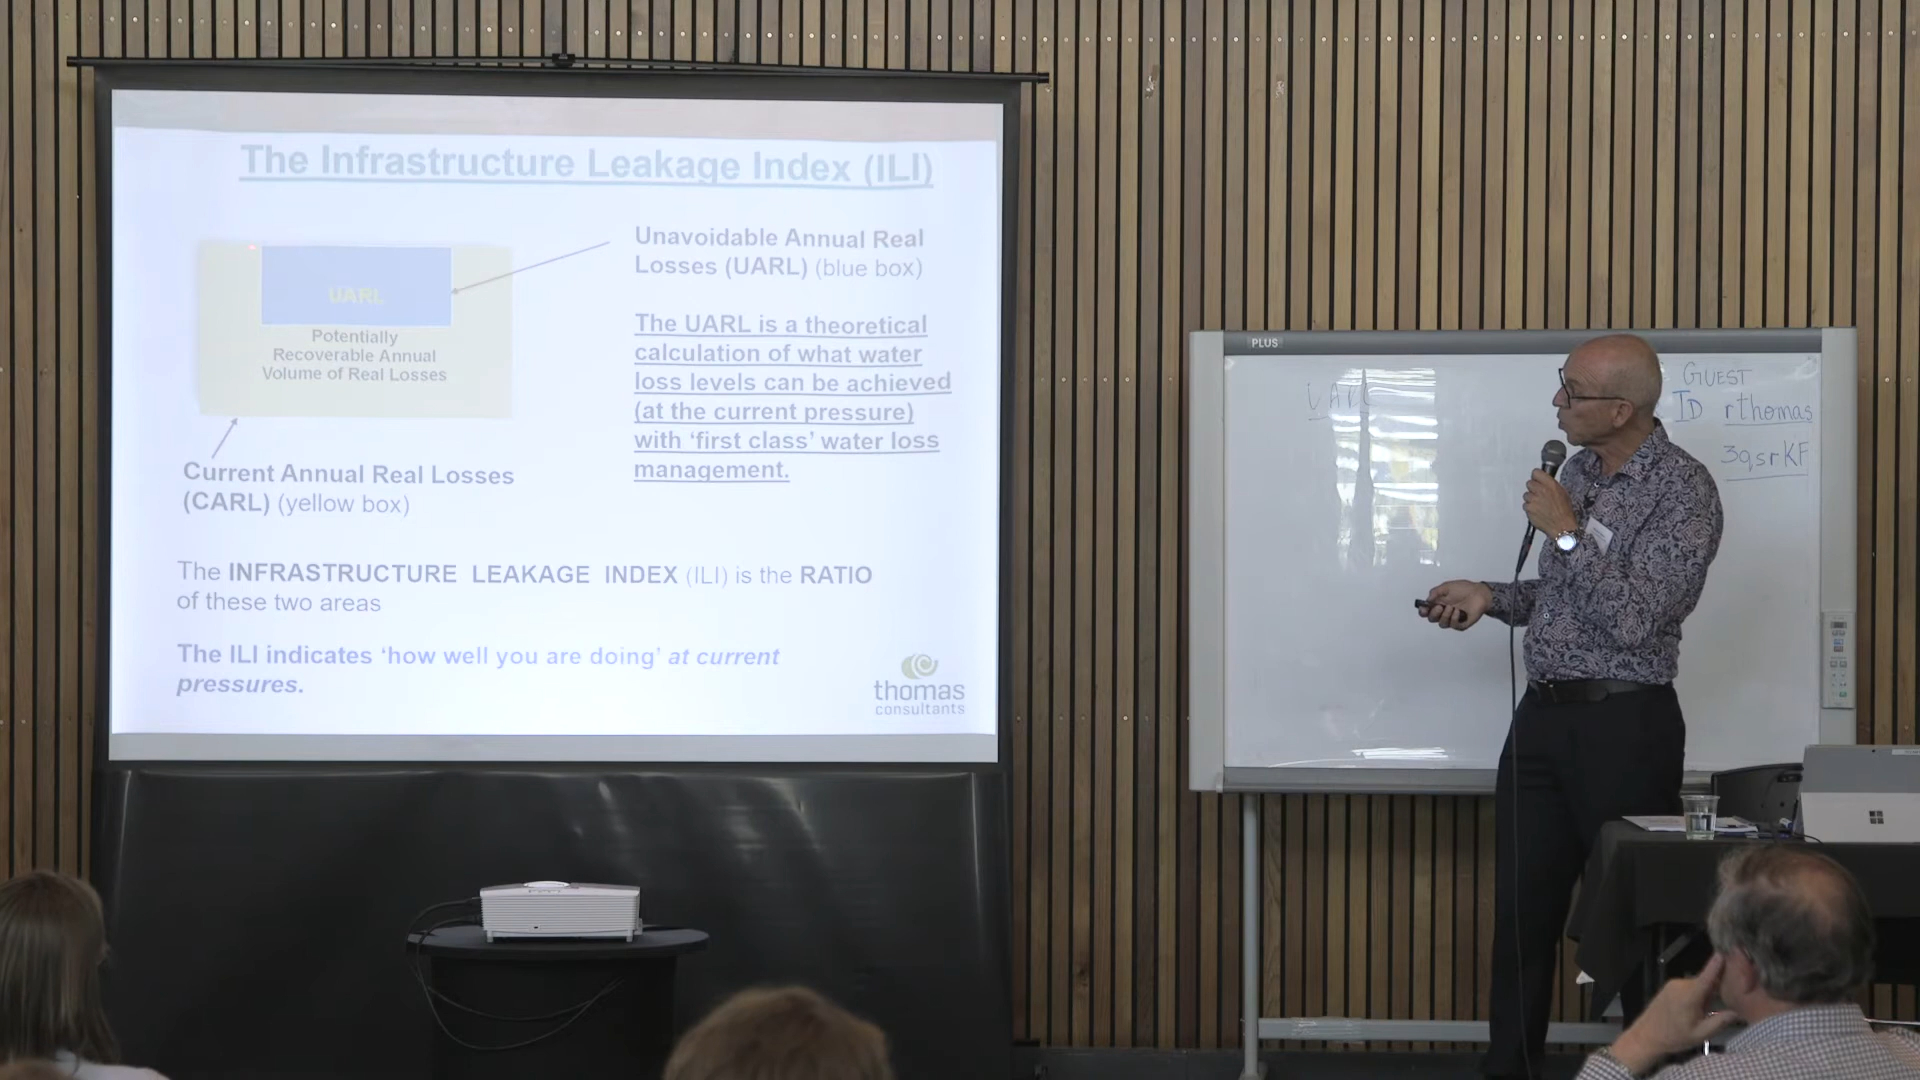 The Infrastructure Leakage Index (ILI)
Unavoidable Annual Real
Losses (UARL) (blue box)
UARL
Potentially
Recoverable Annual
Volume of Real Losses
The UARL is a theoretical
calculation of what water
loss levels can be achieved
(at the current pressure)
with ‘first class’ water loss
management.
Current Annual Real Losses
(CARL) (yellow box)
The INFRASTRUCTURE LEAKAGE INDEX (ILI) is the RATIO
of these two areas
The ILI indicates ‘how well you are doing’ at current
pressures.
thomas
consultants
PLUS
UARL
GUEST
ID rthomas